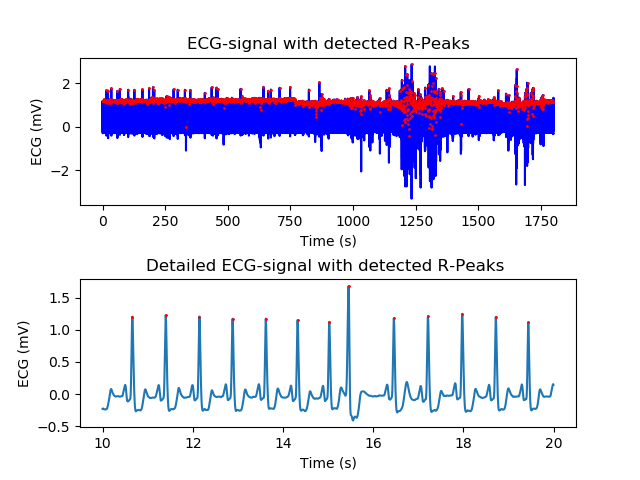 ECG-signal with detected R-Peaks
ECG (mV)
2
0
−2
0 250 500 750 1000 1250 1500 1750
Time (s)
Detailed ECG-signal with detected R-Peaks
ECG (mV)
1.5
1.0
0.5
0.0
−0.5
10 12 14 16 18 20
Time (s)